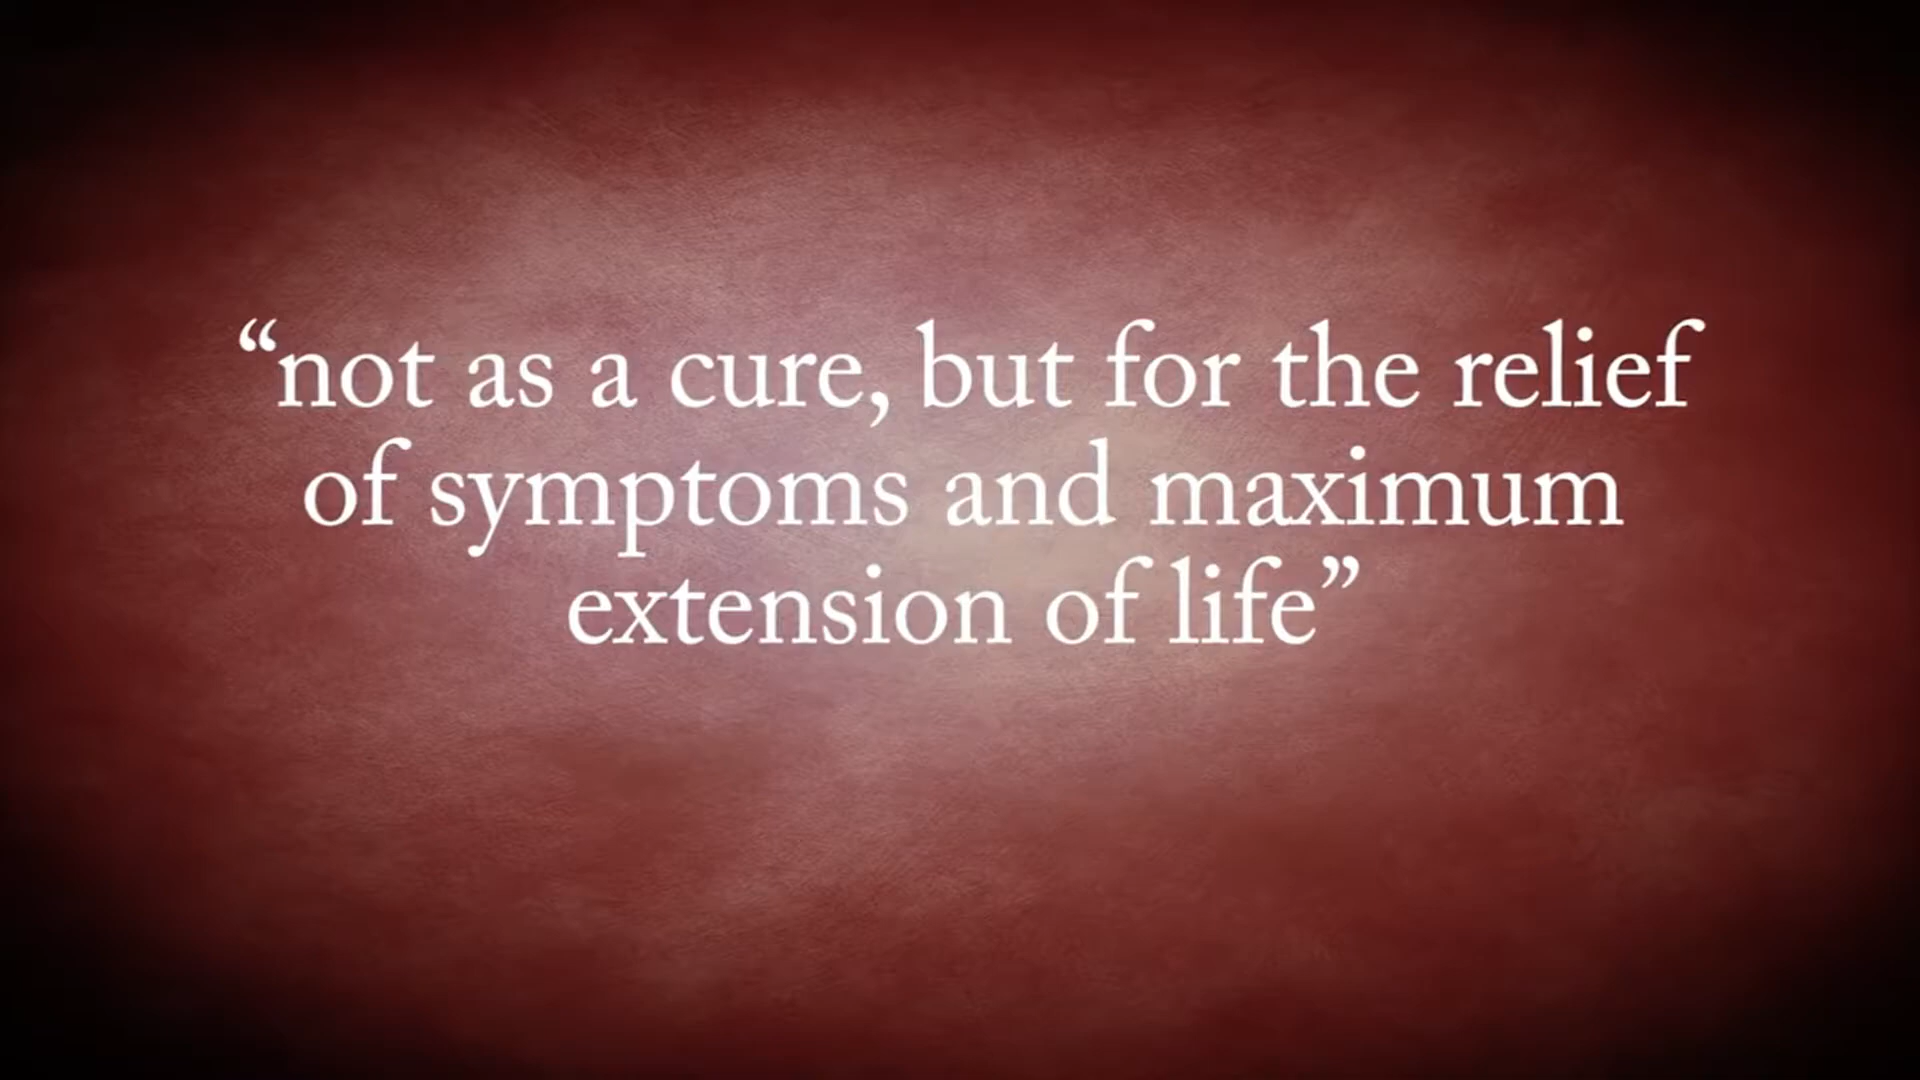 “not as a cure, but for the relief
of symptoms and maximum
extension of life”